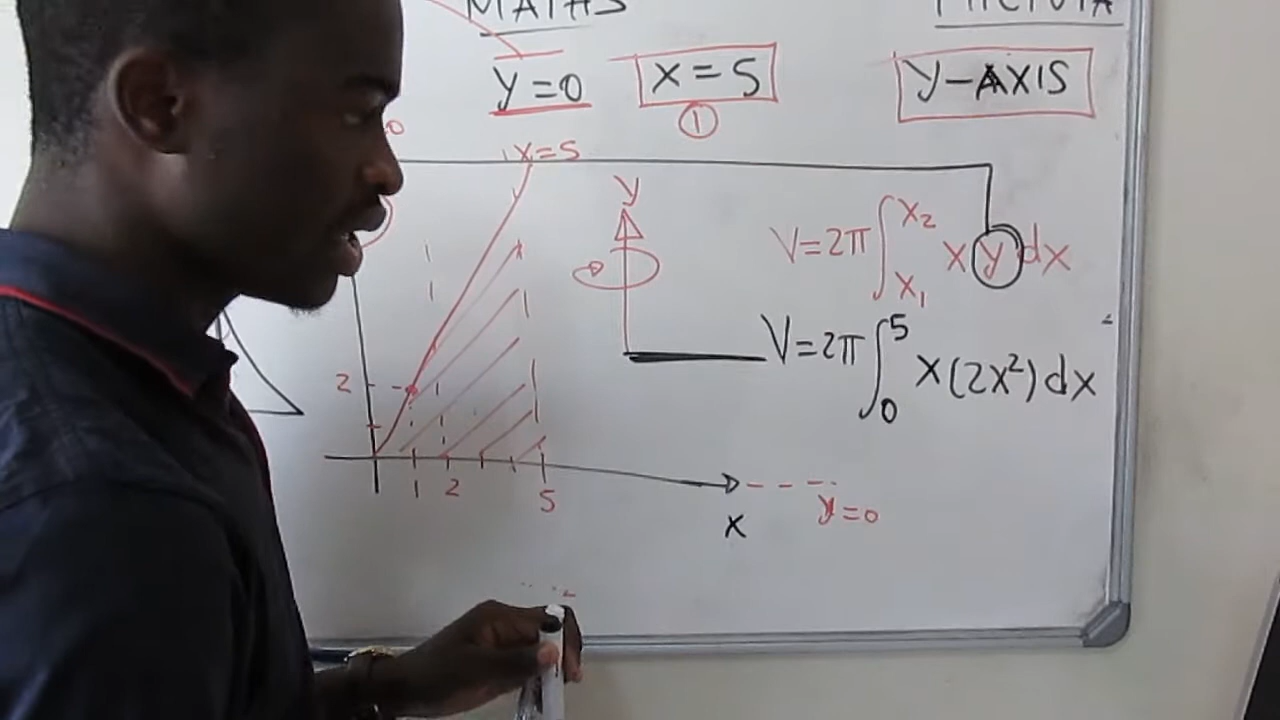 MATHS
y=0
x=5
y-AXIS
1
x=5
y
V=2π∫ x₂ x₁ x y dx
V=2π∫ 5 0 x(2x²)dx
2
1 2 5
x
y=0